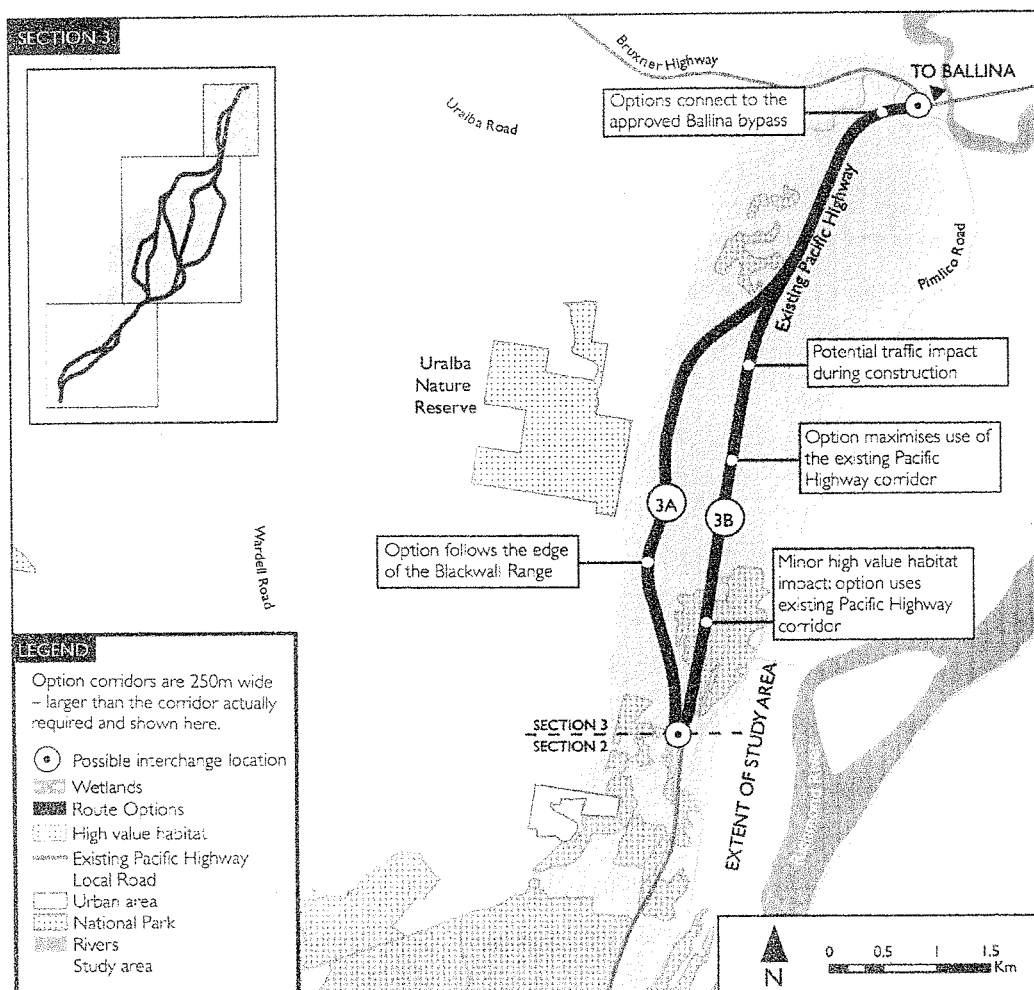 SECTION 3
Bruxner Highway
TO BALLINA
Uralba Road
Options connect to the
approved Ballina bypass
Existing Pacific Highway
Pimlico Road
Uralba
Nature
Reserve
Potential traffic impact
during construction
Option maximises use of
the existing Pacific
Highway corridor
3A
3B
Option follows the edge
of the Blackwall Range
Wardell Road
Minor high value habitat
impact: option uses
existing Pacific Highway
corridor
SECTION 3
SECTION 2
EXTENT OF STUDY AREA
LEGEND
Option corridors are 250m wide
– larger than the corridor actually
required and shown here.
Possible interchange location
Wetlands
Route Options
High value habitat
Existing Pacific Highway
Local Road
Urban area
National Park
Rivers
Study area
N
0 0.5 1 1.5
Km